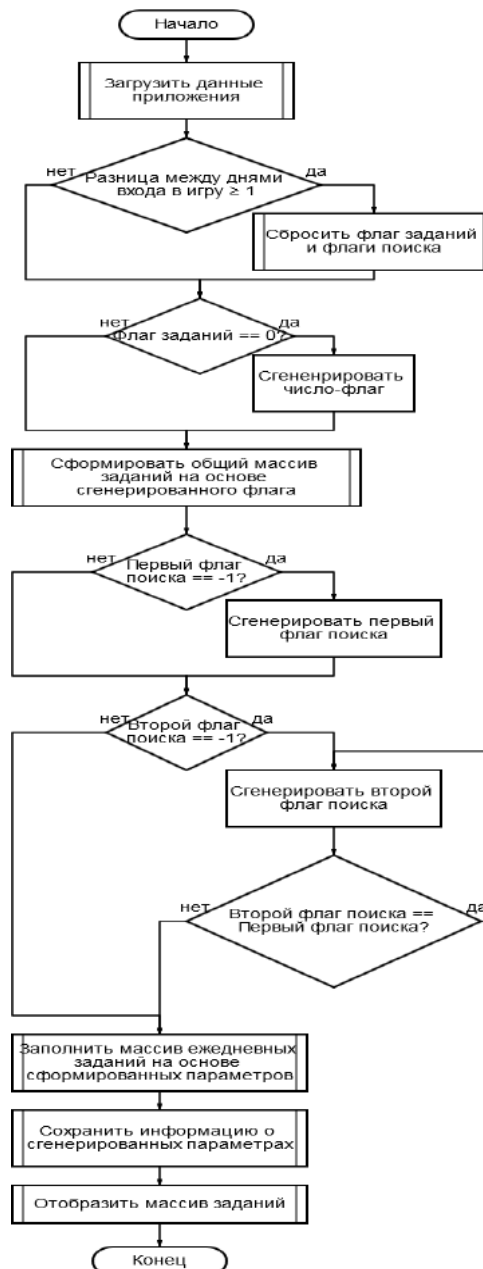 Начало
Загрузить данные
приложения
нет
да
Разница между днями
входа в игру ≥ 1
Сбросить флаг заданий
и флаги поиска
нет
да
Флаг заданий == 0?
Сгененрировать
число-флаг
Сформировать общий массив
заданий на основе
сгенерированного флага
нет
да
Первый флаг
поиска == -1?
Сгенерировать первый
флаг поиска
нет
да
Второй флаг
поиска == -1?
Сгенерировать второй
флаг поиска
нет
да
Второй флаг поиска ==
Первый флаг поиска?
Заполнить массив ежедневных
заданий на основе
сформированных параметров
Сохранить информацию о
сгенерированных параметрах
Отобразить массив заданий
Конец